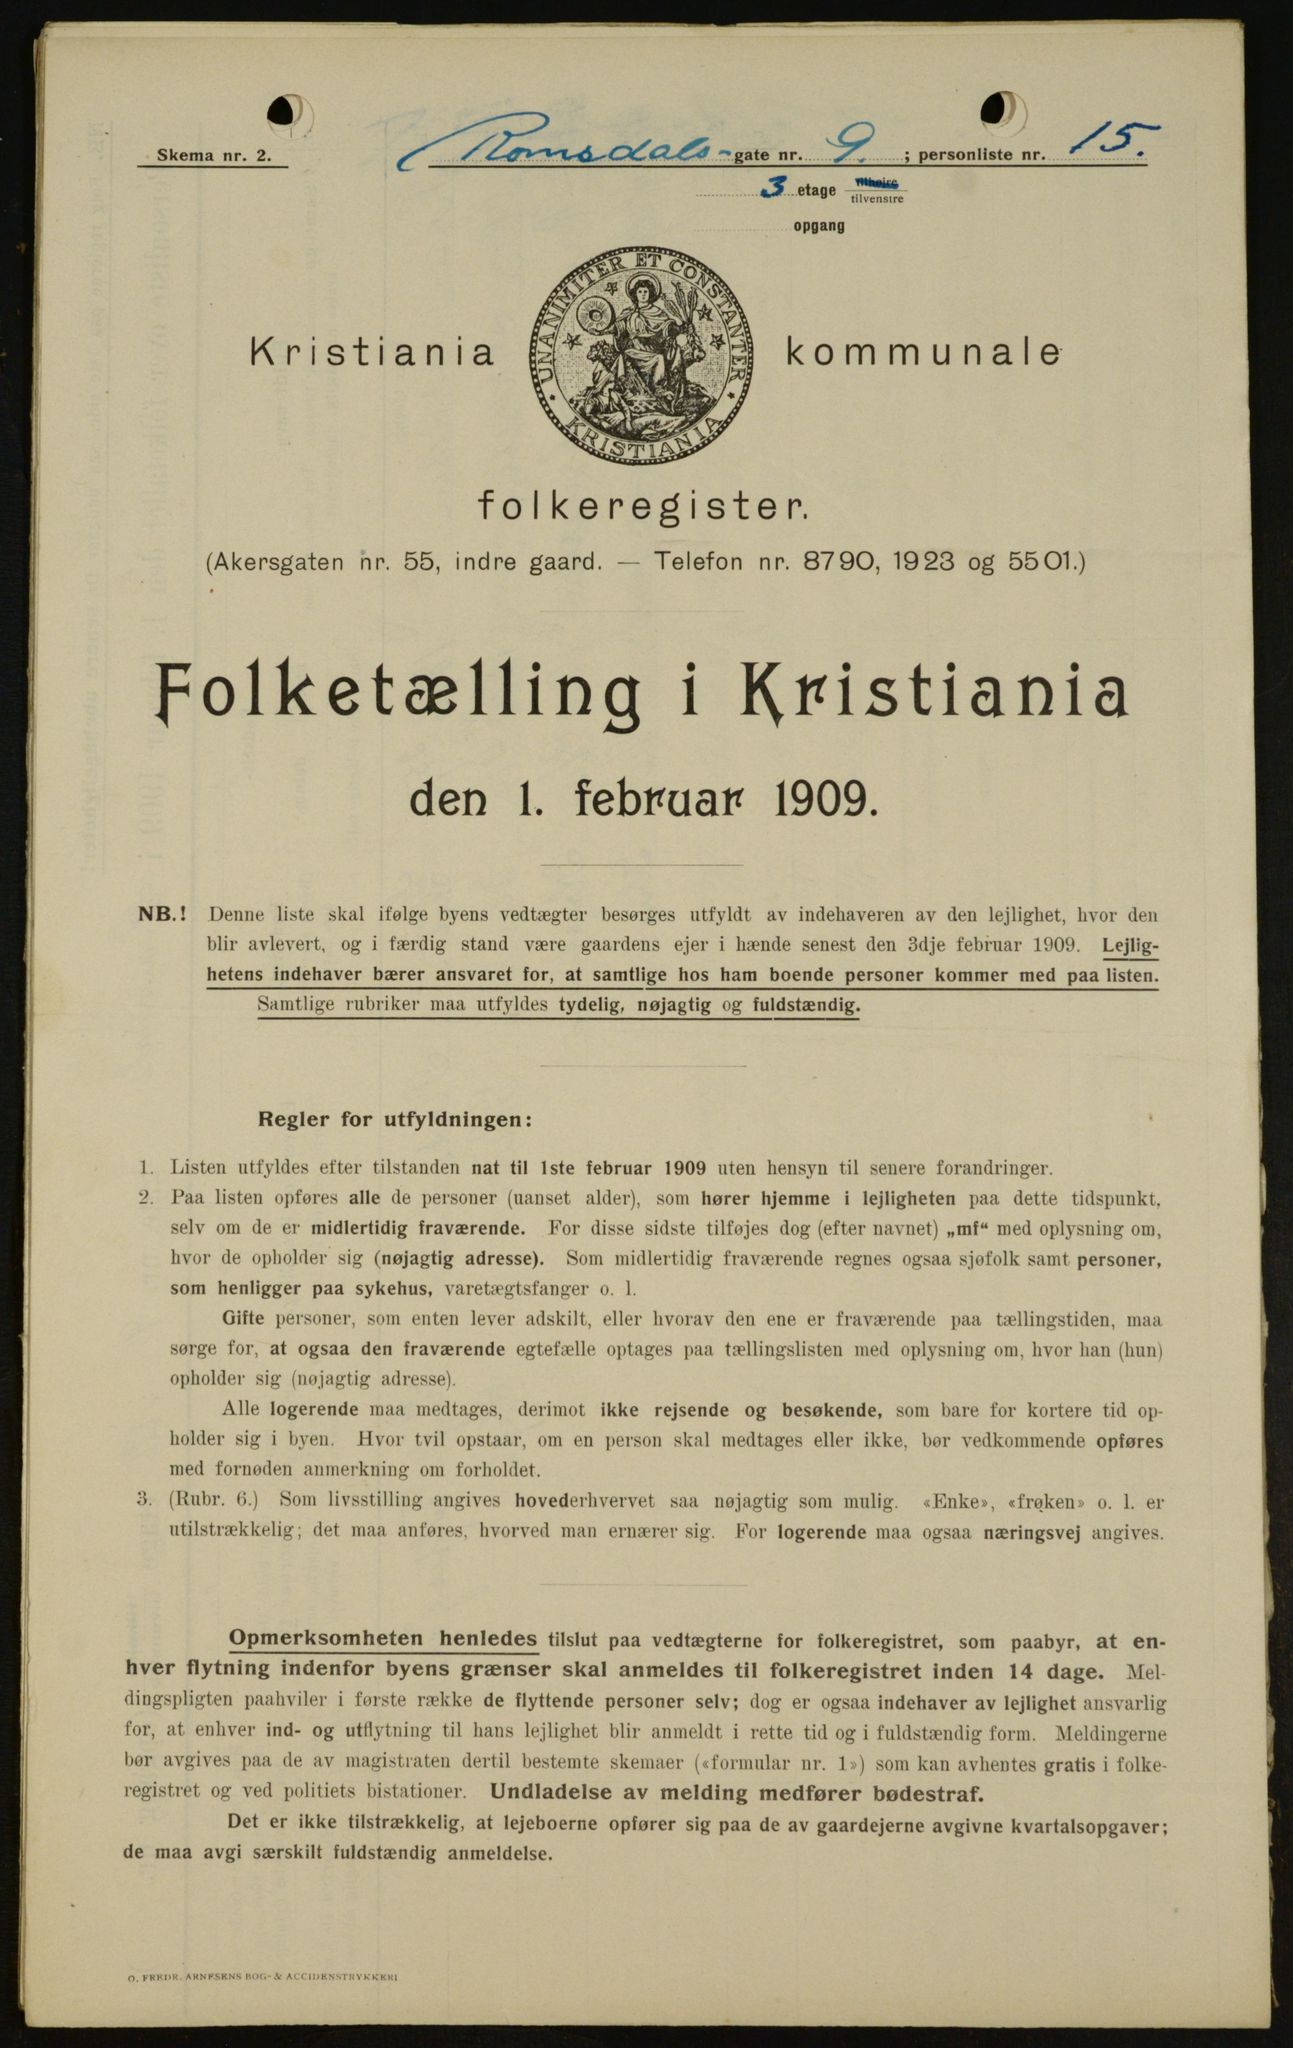 Skema nr. 2.
Romsdals-gate nr. 9. ; personliste nr. 15.
3 etage tilhøire
tilvenstre
opgang
UNANIMITER ET CONSTANTER
KRISTIANIA
Kristiania kommunale
folkeregister.
(Akersgaten nr. 55, indre gaard. — Telefon nr. 8790, 1923 og 5501.)
Folketælling i Kristiania
den 1. februar 1909.
NB.! Denne liste skal ifølge byens vedtægter besørges utfyldt av indehaveren av den lejlighet, hvor den
blir avlevert, og i færdig stand være gaardens ejer i hænde senest den 3dje februar 1909. Lejlig-
hetens indehaver bærer ansvaret for, at samtlige hos ham boende personer kommer med paa listen.
Samtlige rubriker maa utfyldes tydelig, nøjagtig og fuldstændig.
Regler for utfyldningen:
1. Listen utfyldes efter tilstanden nat til 1ste februar 1909 uten hensyn til senere forandringer.
2. Paa listen opføres alle de personer (uanset alder), som hører hjemme i lejligheten paa dette tidspunkt,
selv om de er midlertidig fraværende. For disse sidste tilføjes dog (efter navnet) „mf“ med oplysning om,
hvor de opholder sig (nøjagtig adresse). Som midlertidig fraværende regnes ogsaa sjøfolk samt personer,
som henligger paa sykehus, varetægtsfanger o. l.
Gifte personer, som enten lever adskilt, eller hvorav den ene er fraværende paa tællingstiden, maa
sørge for, at ogsaa den fraværende egtefælle optages paa tællingslisten med oplysning om, hvor han (hun)
opholder sig (nøjagtig adresse).
Alle logerende maa medtages, derimot ikke rejsende og besøkende, som bare for kortere tid op-
holder sig i byen. Hvor tvil opstaar, om en person skal medtages eller ikke, bør vedkommende opføres
med fornøden anmerkning om forholdet.
3. (Rubr. 6.) Som livsstilling angives hovederhvervet saa nøjagtig som mulig. «Enke», «frøken» o. l. er
utilstrækkelig; det maa anføres, hvorved man ernærer sig. For logerende maa ogsaa næringsvej angives.
Opmerksomheten henledes tilslut paa vedtægterne for folkeregistret, som paabyr, at en-
hver flytning indenfor byens grænser skal anmeldes til folkeregistret inden 14 dage. Mel-
dingspligten paahviler i første række de flyttende personer selv; dog er ogsaa indehaver av lejlighet ansvarlig
for, at enhver ind- og utflytning til hans lejlighet blir anmeldt i rette tid og i fuldstændig form. Meldingerne
bør avgives paa de av magistraten dertil bestemte skemaer («formular nr. 1») som kan avhentes gratis i folke-
registret og ved politiets bistationer. Undladelse av melding medfører bødestraf.
Det er ikke tilstrækkelig, at lejeboerne opfører sig paa de av gaardejerne avgivne kvartalsopgaver;
de maa avgi særskilt fuldstændig anmeldelse.
O. FREDR. ARNESENS BOG- & ACCIDENSTRYKKERI